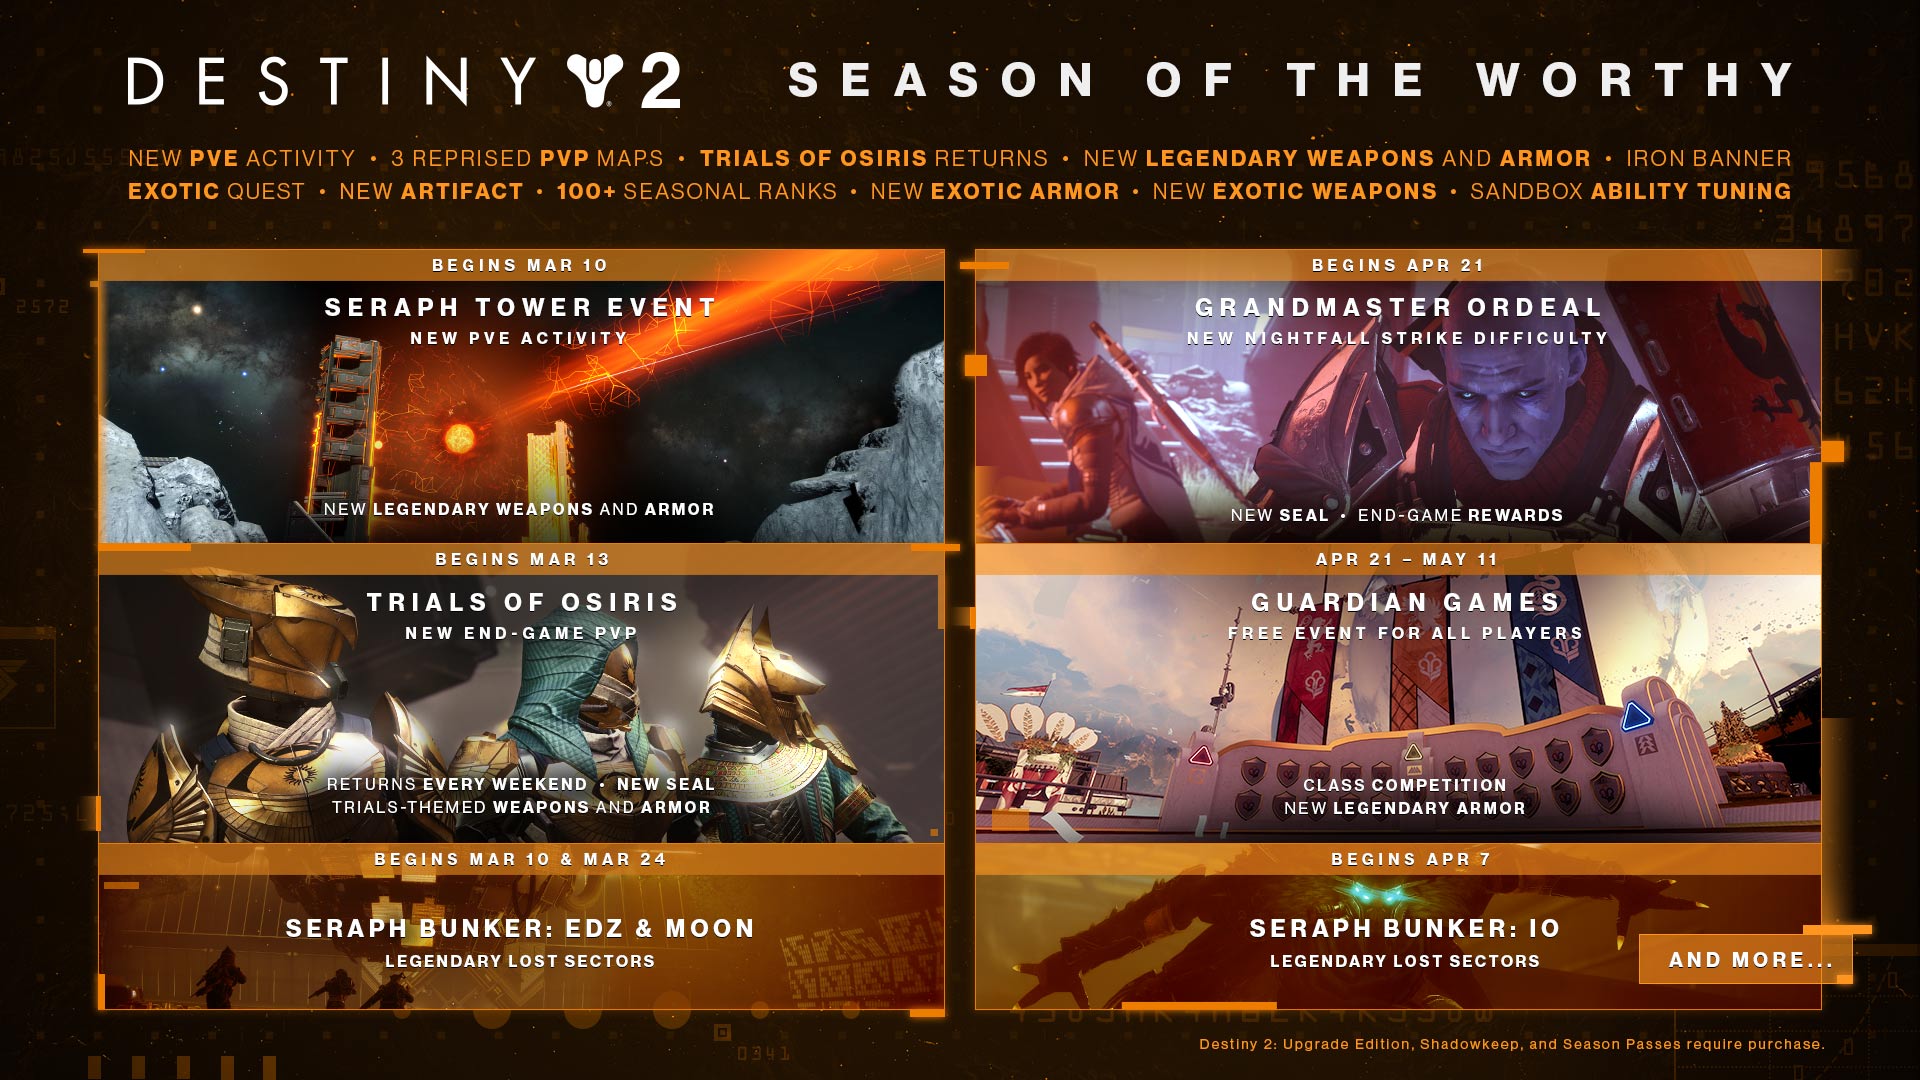 DESTINY 2 SEASON OF THE WORTHY
NEW PVE ACTIVITY • 3 REPRISED PVP MAPS • TRIALS OF OSIRIS RETURNS • NEW LEGENDARY WEAPONS AND ARMOR • IRON BANNER
EXOTIC QUEST • NEW ARTIFACT • 100+ SEASONAL RANKS • NEW EXOTIC ARMOR • NEW EXOTIC WEAPONS • SANDBOX ABILITY TUNING
BEGINS MAR 10
SERAPH TOWER EVENT
NEW PVE ACTIVITY
NEW LEGENDARY WEAPONS AND ARMOR
BEGINS MAR 13
TRIALS OF OSIRIS
NEW END-GAME PVP
RETURNS EVERY WEEKEND • NEW SEAL
TRIALS-THEMED WEAPONS AND ARMOR
BEGINS MAR 10 & MAR 24
SERAPH BUNKER: EDZ & MOON
LEGENDARY LOST SECTORS
BEGINS APR 21
GRANDMASTER ORDEAL
NEW NIGHTFALL STRIKE DIFFICULTY
NEW SEAL • END-GAME REWARDS
APR 21 – MAY 11
GUARDIAN GAMES
FREE EVENT FOR ALL PLAYERS
CLASS COMPETITION
NEW LEGENDARY ARMOR
BEGINS APR 7
SERAPH BUNKER: IO
LEGENDARY LOST SECTORS
AND MORE...
Destiny 2: Upgrade Edition, Shadowkeep, and Season Passes require purchase.
2572
34897
0341